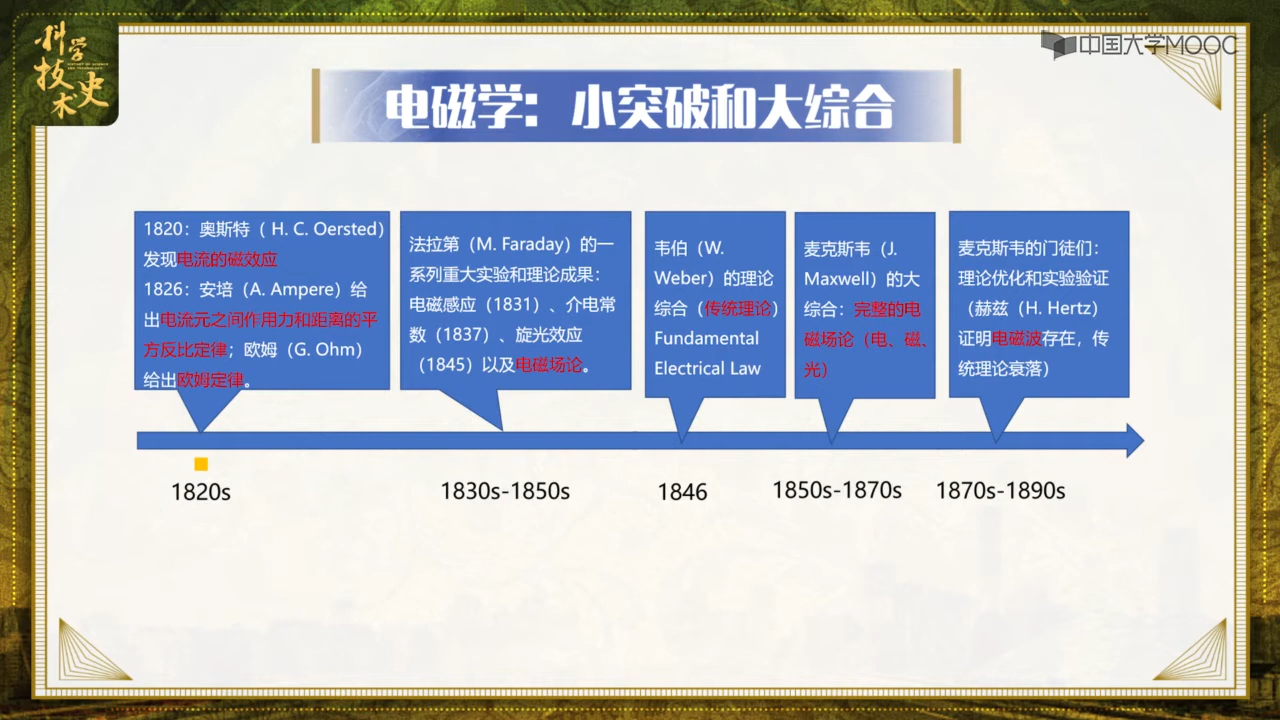 科学
技术史
HISTORY OF SCIENCE
AND TECHNOLOGY
中国大学MOOC
电磁学：小突破和大综合
1820：奥斯特（ H. C. Oersted）
发现电流的磁效应
1826：安培（A. Ampere）给
出电流元之间作用力和距离的平
方反比定律；欧姆（G. Ohm）
给出欧姆定律。
法拉第（M. Faraday）的一
系列重大实验和理论成果：
电磁感应（1831）、介电常
数（1837）、旋光效应
（1845）以及电磁场论。
韦伯（W.
Weber）的理论
综合（传统理论）
Fundamental
Electrical Law
麦克斯韦（J.
Maxwell）的大
综合：完整的电
磁场论（电、磁、
光）
麦克斯韦的门徒们：
理论优化和实验验证
（赫兹（H. Hertz）
证明电磁波存在，传
统理论衰落）
1820s
1830s-1850s
1846
1850s-1870s
1870s-1890s